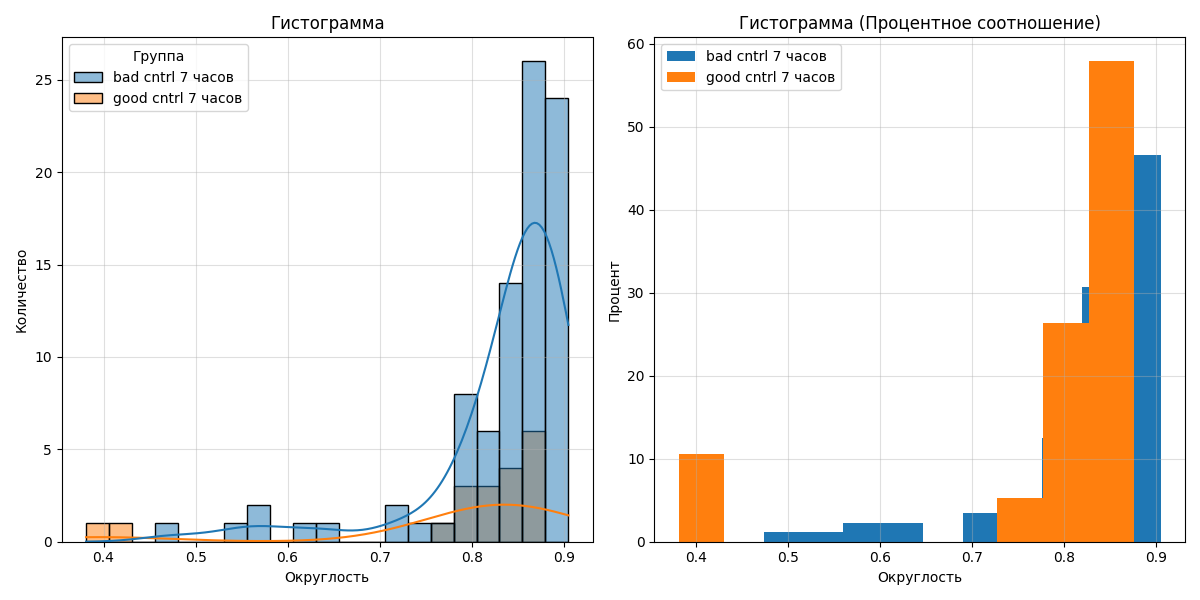 Гистограмма
Группа
bad cntrl 7 часов
good cntrl 7 часов
Количество
25
20
15
10
5
0
0.4 0.5 0.6 0.7 0.8 0.9
Округлость
Гистограмма (Процентное соотношение)
bad cntrl 7 часов
good cntrl 7 часов
Процент
60
50
40
30
20
10
0
0.4 0.5 0.6 0.7 0.8 0.9
Округлость